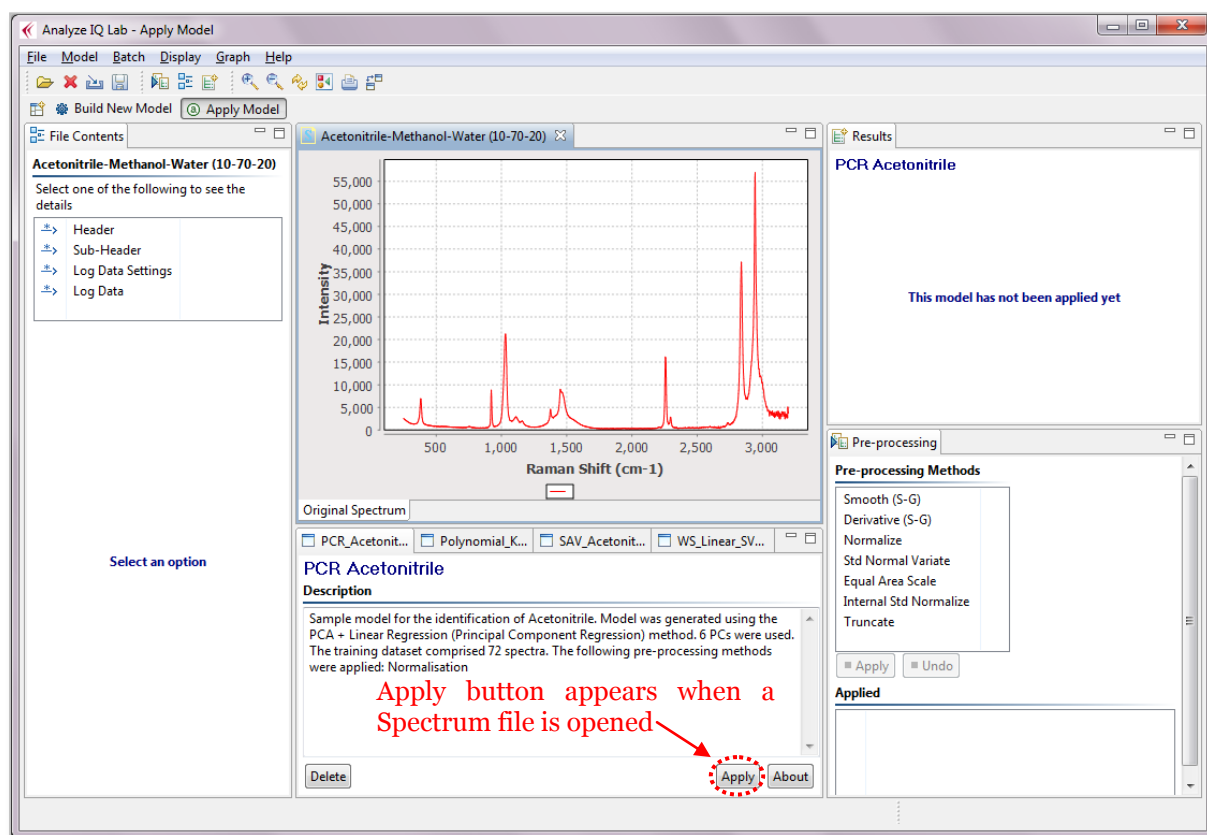 Analyze IQ Lab - Apply Model
File Model Batch Display Graph Help
Build New Model Apply Model
File Contents
Acetonitrile-Methanol-Water (10-70-20)
Select one of the following to see the
details
Header
Sub-Header
Log Data Settings
Log Data
Select an option
Acetonitrile-Methanol-Water (10-70-20)
55,000
50,000
45,000
40,000
35,000
30,000
25,000
20,000
15,000
10,000
5,000
0
Intensity
500 1,000 1,500 2,000 2,500 3,000
Raman Shift (cm-1)
Original Spectrum
PCR_Acetonit... Polynomial_K... SAV_Acetonit... WS_Linear_SV...
PCR Acetonitrile
Description
Sample model for the identification of Acetonitrile. Model was generated using the
PCA + Linear Regression (Principal Component Regression) method. 6 PCs were used.
The training dataset comprised 72 spectra. The following pre-processing methods
were applied: Normalisation
Apply button appears when a
Spectrum file is opened
Delete Apply About
Results
PCR Acetonitrile
This model has not been applied yet
Pre-processing
Pre-processing Methods
Smooth (S-G)
Derivative (S-G)
Normalize
Std Normal Variate
Equal Area Scale
Internal Std Normalize
Truncate
Apply Undo
Applied